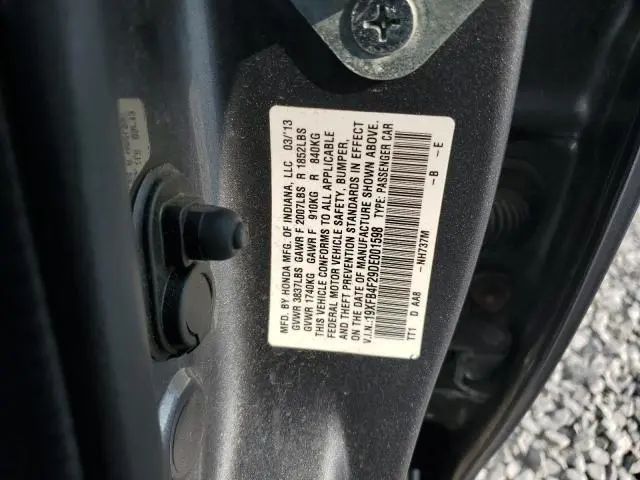 MFD. BY HONDA MFG. OF INDIANA, LLC 03/13
GVWR 3837LBS GAWR F 2007LBS R 1852LBS
GVWR 1740KG GAWR F 910KG R 840KG
THIS VEHICLE CONFORMS TO ALL APPLICABLE
FEDERAL MOTOR VEHICLE SAFETY, BUMPER,
AND THEFT PREVENTION STANDARDS IN EFFECT
ON THE DATE OF MANUFACTURE SHOWN ABOVE.
V.I.N.:19XFB4F29DE001598 TYPE: PASSENGER CAR
TT1 D AA8 -NH737M -B -E